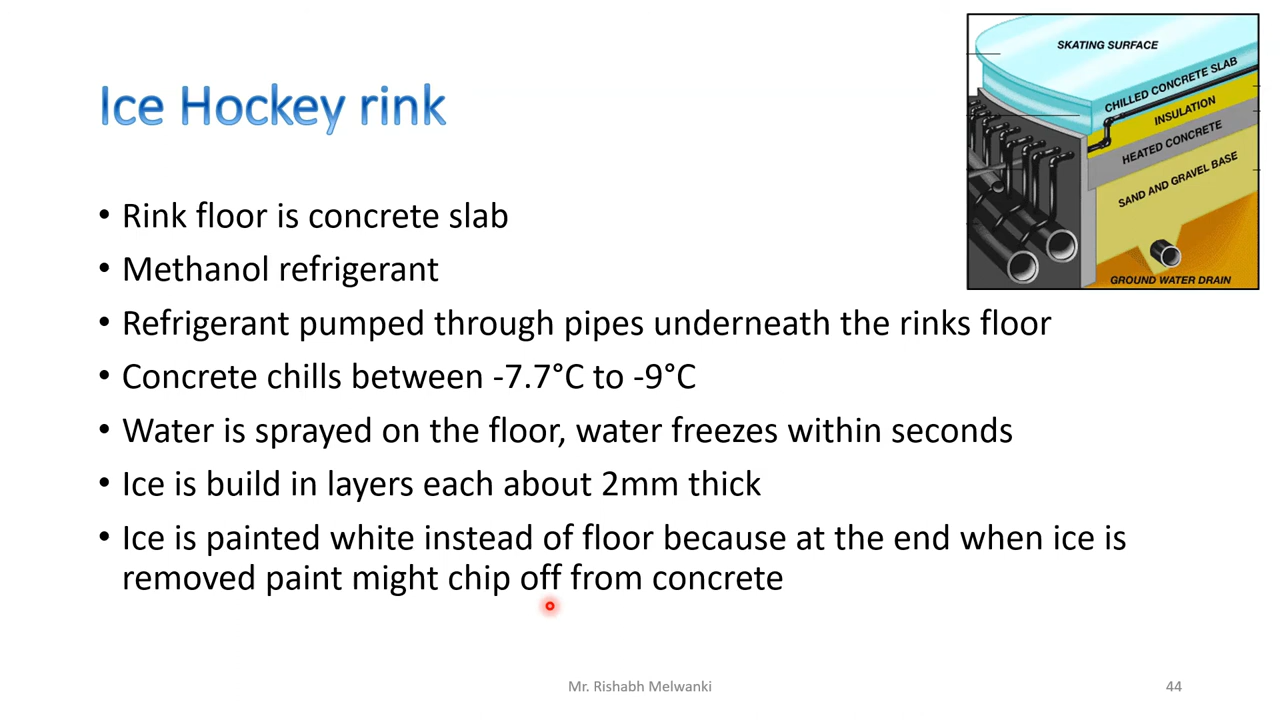 Ice Hockey rink
SKATING SURFACE
CHILLED CONCRETE SLAB
INSULATION
HEATED CONCRETE
SAND AND GRAVEL BASE
GROUND WATER DRAIN
• Rink floor is concrete slab
• Methanol refrigerant
• Refrigerant pumped through pipes underneath the rinks floor
• Concrete chills between -7.7°C to -9°C
• Water is sprayed on the floor, water freezes within seconds
• Ice is build in layers each about 2mm thick
• Ice is painted white instead of floor because at the end when ice is
removed paint might chip off from concrete
Mr. Rishabh Melwanki
44